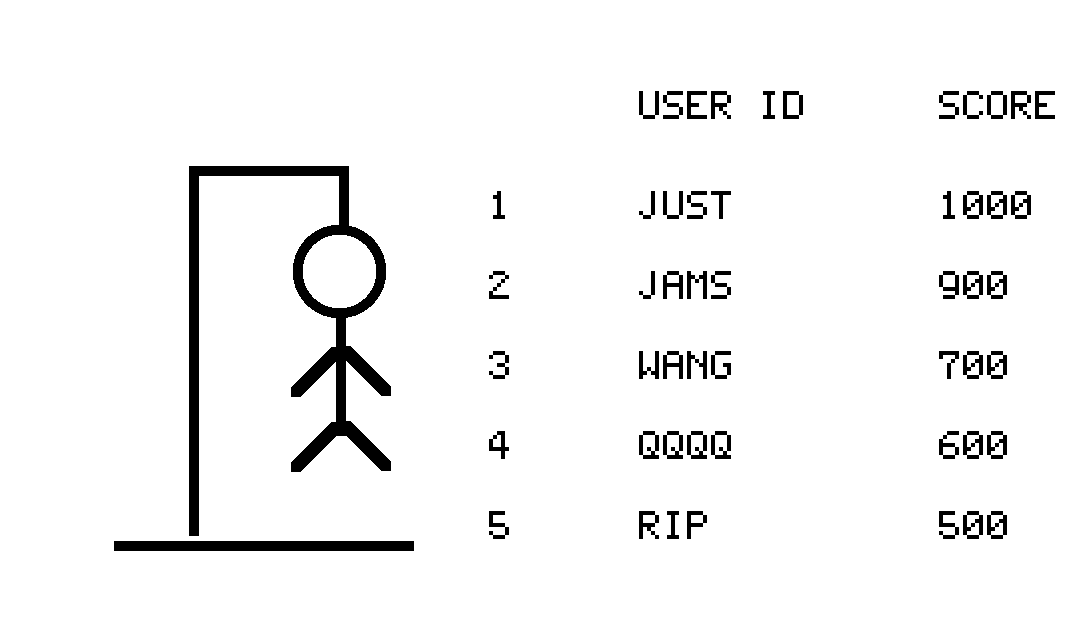 USER ID SCORE
1 JUST 1000
2 JAMS 900
3 WANG 700
4 QQQQ 600
5 RIP 500